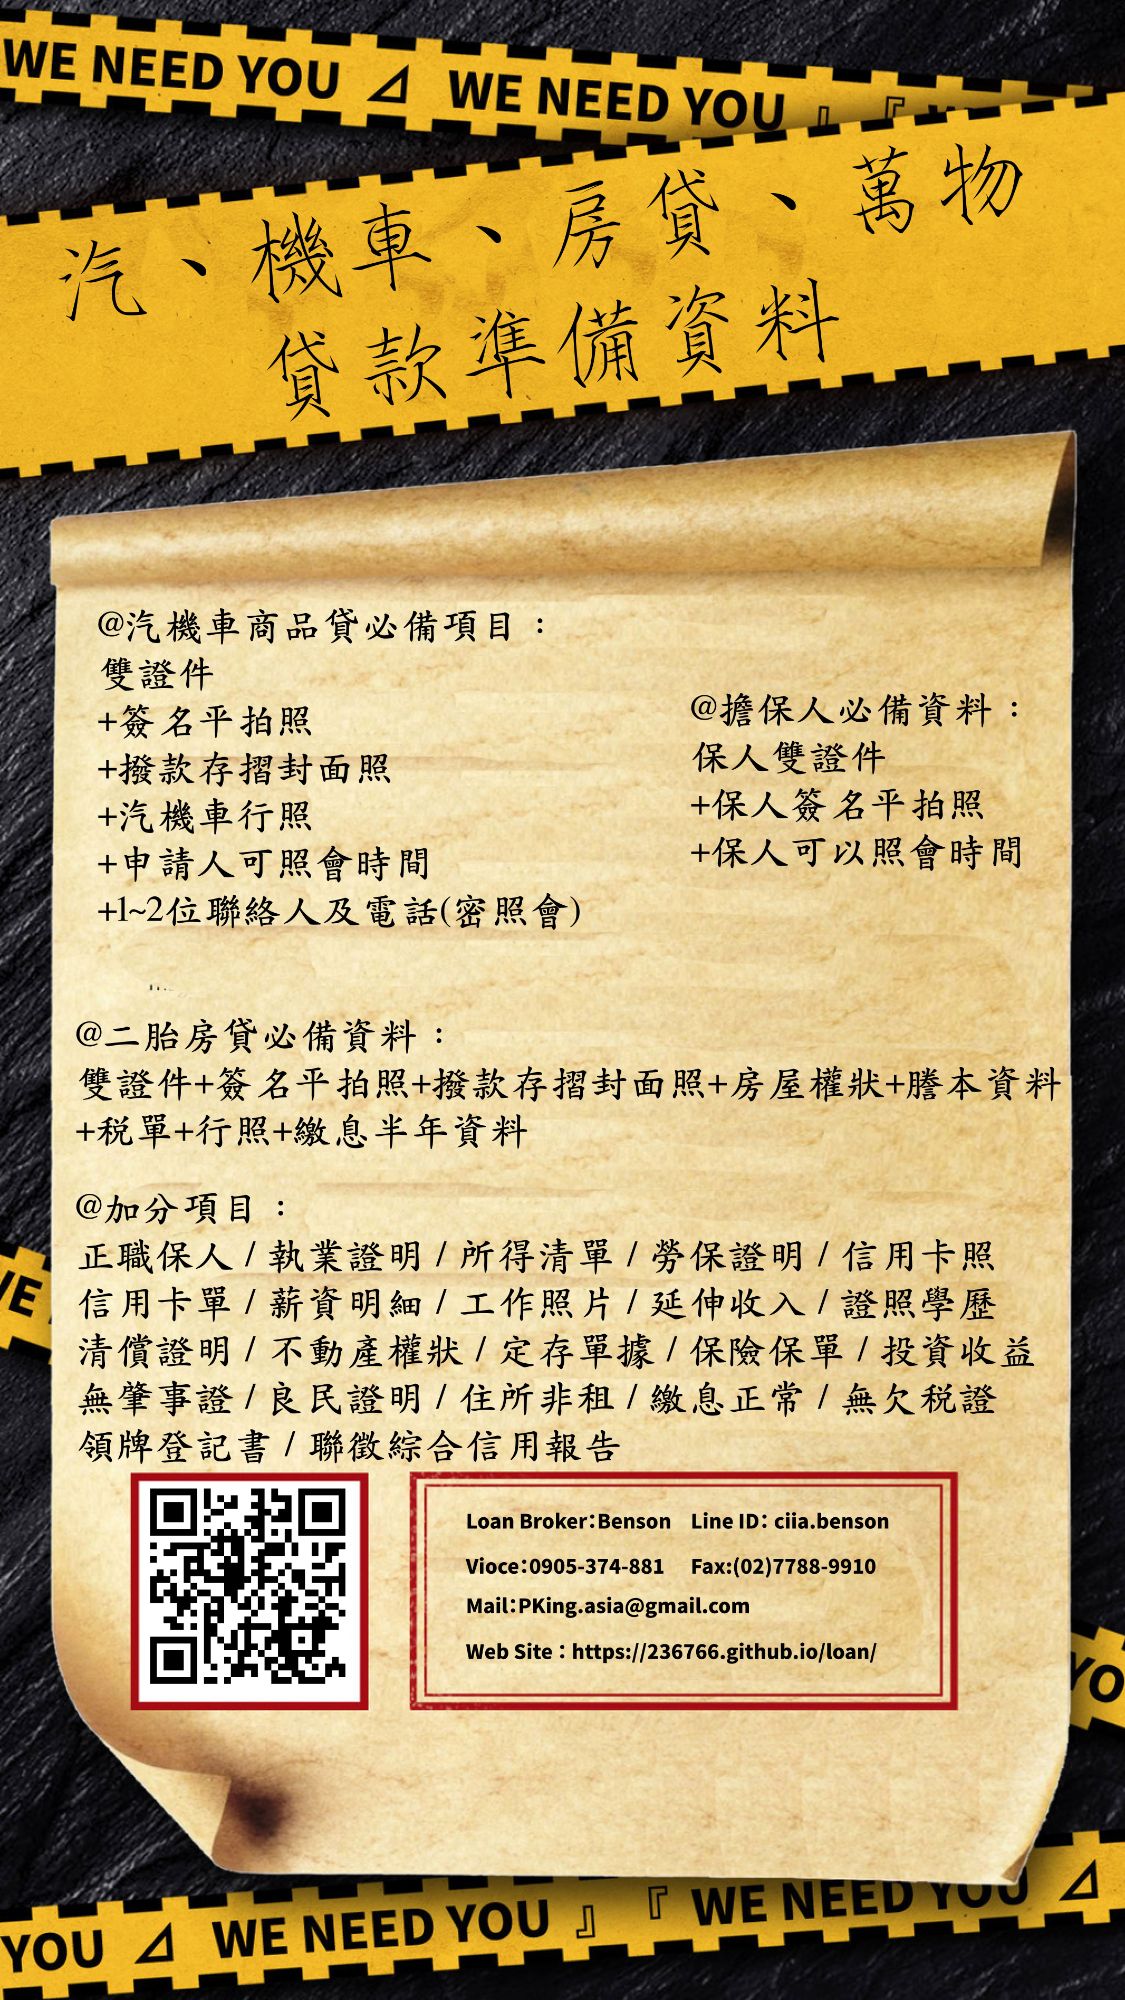 WE NEED YOU ⊿ WE NEED YOU 』『
汽、機車、房貸、萬物
貸款準備資料
@汽機車商品貸必備項目：
雙證件
+簽名平拍照
+撥款存摺封面照
+汽機車行照
+申請人可照會時間
+1~2位聯絡人及電話(密照會)
@擔保人必備資料：
保人雙證件
+保人簽名平拍照
+保人可以照會時間
@二胎房貸必備資料：
雙證件+簽名平拍照+撥款存摺封面照+房屋權狀+謄本資料
+稅單+行照+繳息半年資料
@加分項目：
正職保人 / 執業證明 / 所得清單 / 勞保證明 / 信用卡照
信用卡單 / 薪資明細 / 工作照片 / 延伸收入 / 證照學歷
清償證明 / 不動產權狀 / 定存單據 / 保險保單 / 投資收益
無肇事證 / 良民證明 / 住所非租 / 繳息正常 / 無欠稅證
領牌登記書 / 聯徵綜合信用報告
Loan Broker：Benson Line ID：ciia.benson
Vioce：0905-374-881 Fax:(02)7788-9910
Mail：PKing.asia@gmail.com
Web Site：https://236766.github.io/loan/
YOU ⊿ WE NEED YOU 』『 WE NEED YOU ⊿